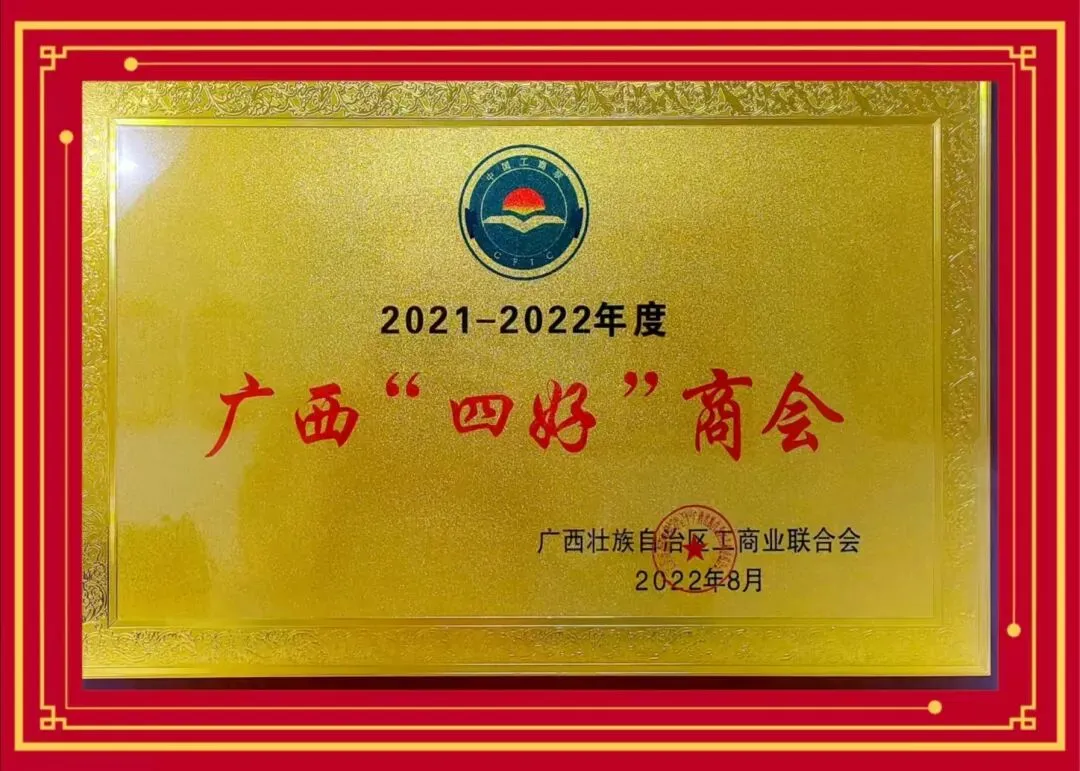 中国工商联
CFIC
2021-2022年度
广西“四好”商会
广西壮族自治区工商业联合会
2022年8月